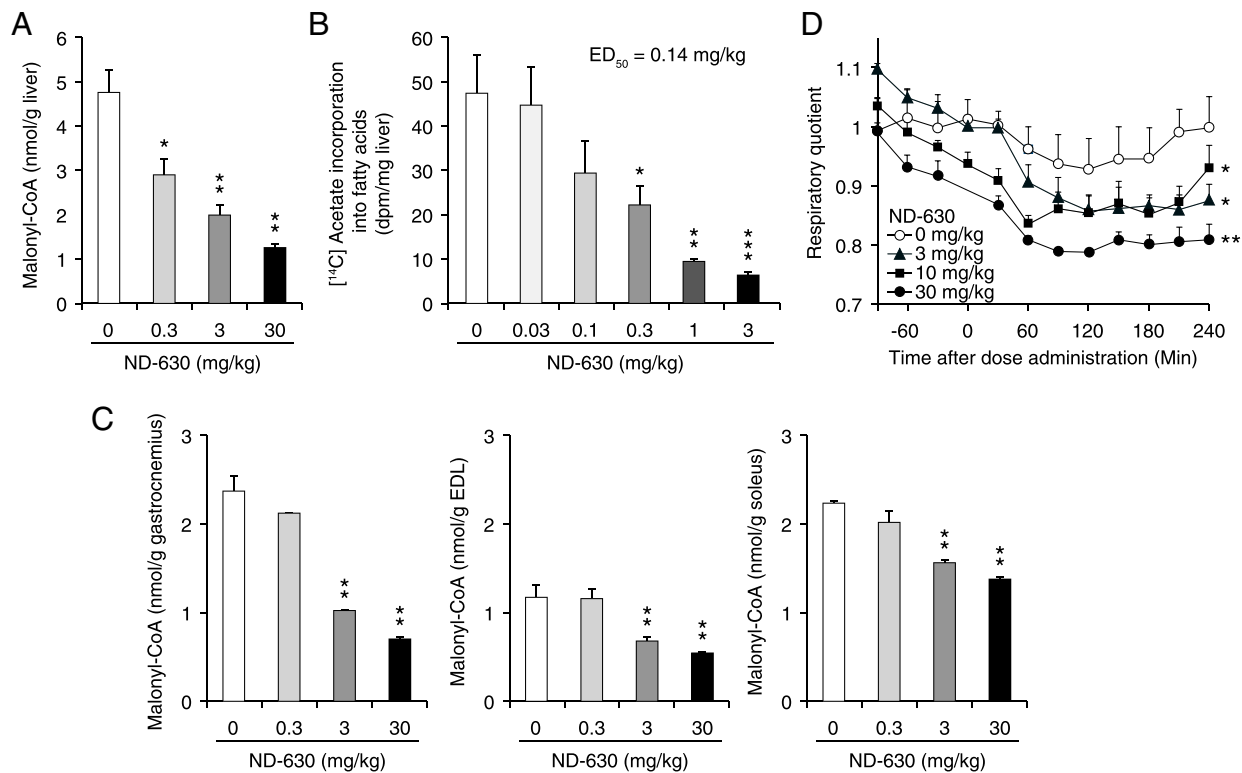 A
Malonyl-CoA (nmol/g liver)
6
5
4
3
2
1
0
*
**
**
0 0.3 3 30
ND-630 (mg/kg)
B
[¹⁴C] Acetate incorporation
into fatty acids
(dpm/mg liver)
60
50
40
30
20
10
0
ED₅₀ = 0.14 mg/kg
*
**
***
0 0.03 0.1 0.3 1 3
ND-630 (mg/kg)
D
Respiratory quotient
1.1
1
0.9
0.8
0.7
*
*
**
ND-630
0 mg/kg
3 mg/kg
10 mg/kg
30 mg/kg
-60 0 60 120 180 240
Time after dose administration (Min)
C
Malonyl-CoA (nmol/g gastrocnemius)
3
2
1
0
**
**
0 0.3 3 30
ND-630 (mg/kg)
Malonyl-CoA (nmol/g EDL)
3
2
1
0
**
**
0 0.3 3 30
ND-630 (mg/kg)
Malonyl-CoA (nmol/g soleus)
3
2
1
0
**
**
0 0.3 3 30
ND-630 (mg/kg)